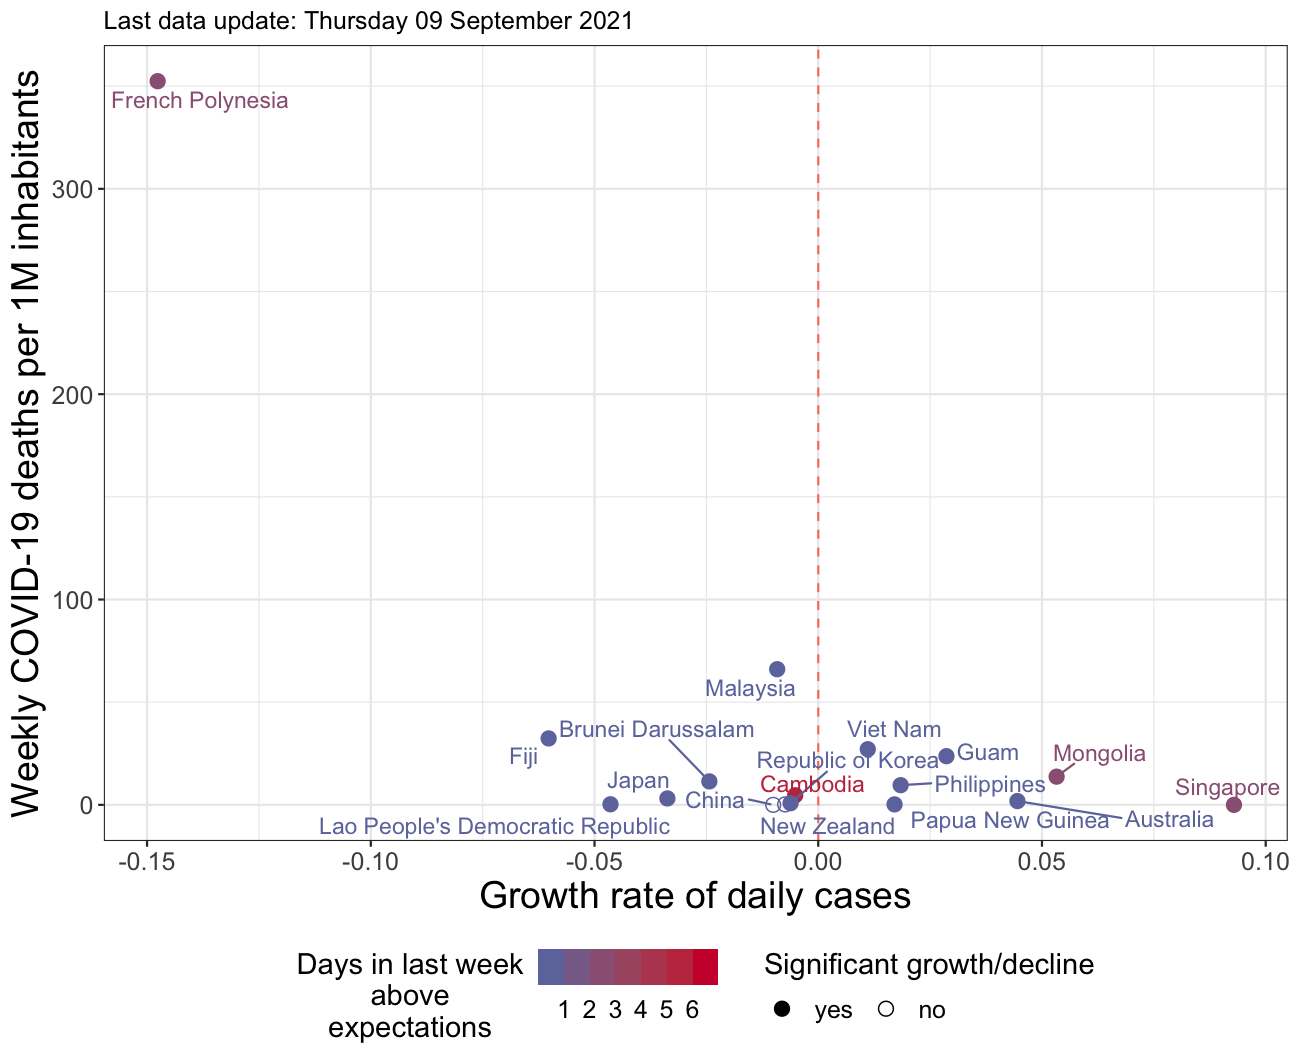 Last data update: Thursday 09 September 2021
Weekly COVID-19 deaths per 1M inhabitants
300
200
100
0
French Polynesia
Malaysia
Brunei Darussalam
Viet Nam
Fiji
Republic of Korea
Guam
Mongolia
Japan
Cambodia
Philippines
Singapore
China
Lao People's Democratic Republic
New Zealand
Papua New Guinea
Australia
-0.15
-0.10
-0.05
0.00
0.05
0.10
Growth rate of daily cases
Days in last week
above
expectations
1 2 3 4 5 6
Significant growth/decline
yes
no